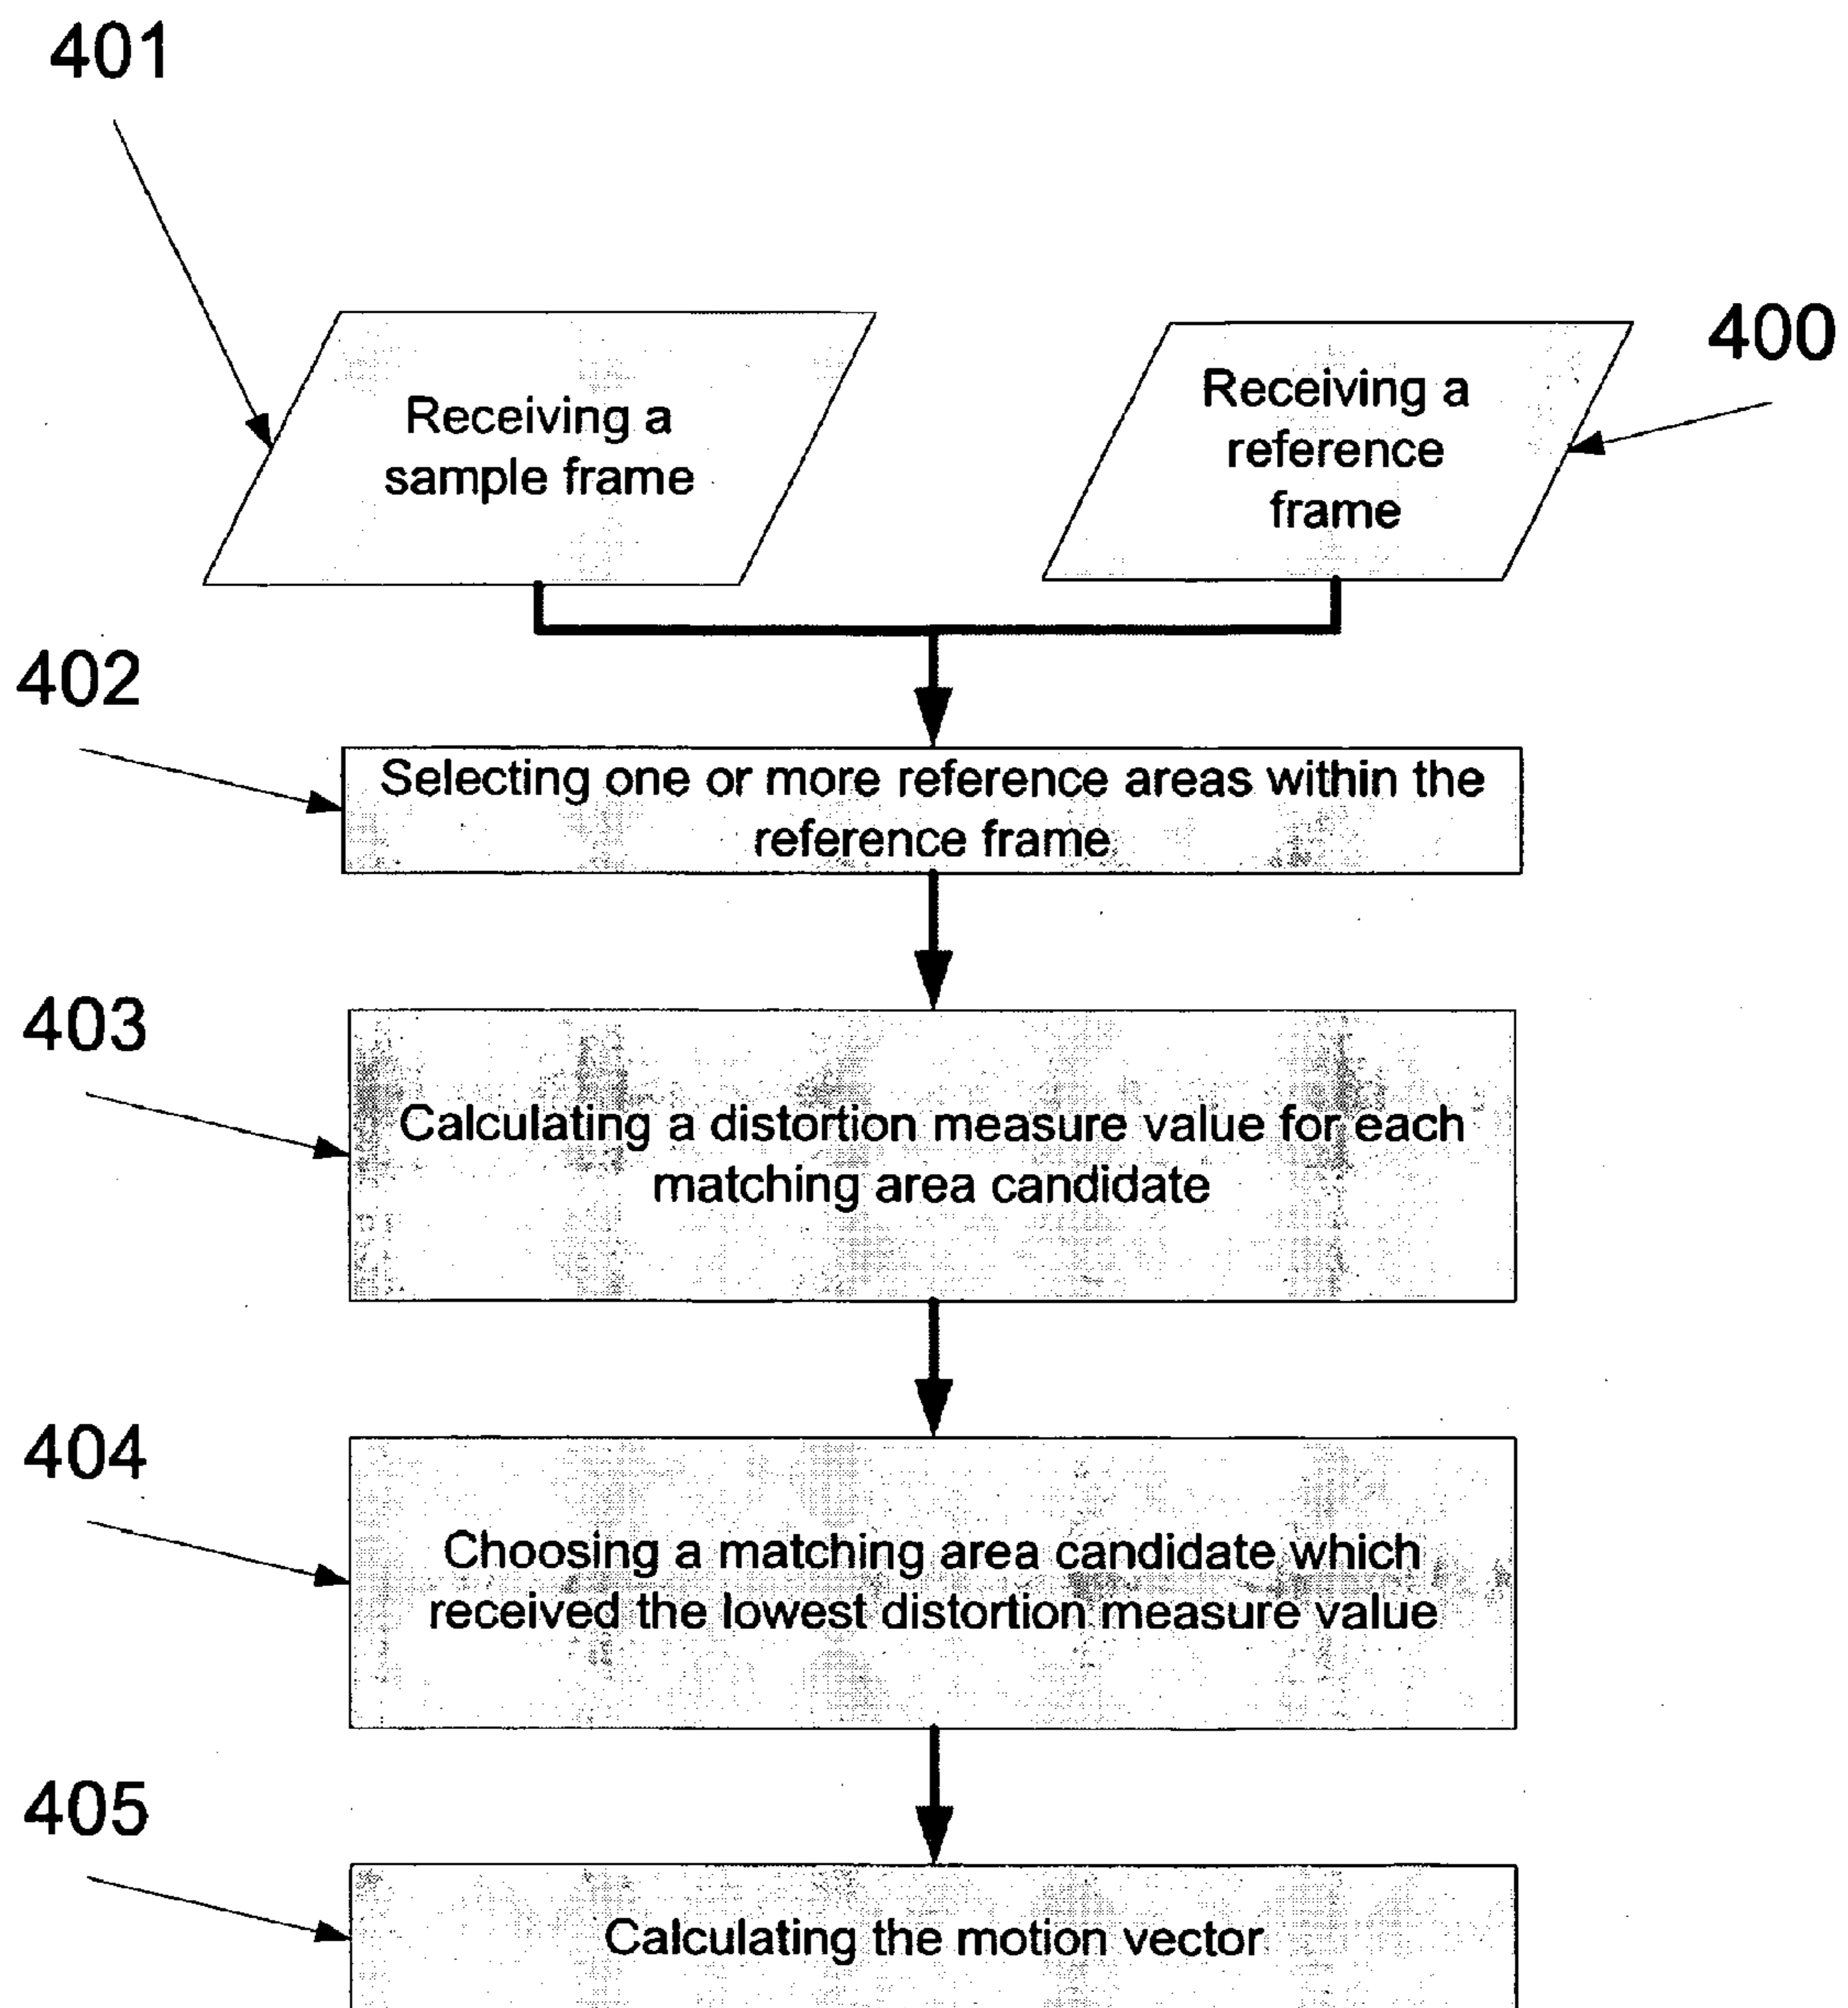 401
Receiving a
sample frame
Receiving a
reference
frame
400
402
Selecting one or more reference areas within the
reference frame
403
Calculating a distortion measure value for each
matching area candidate
404
Choosing a matching area candidate which
received the lowest distortion measure value
405
Calculating the motion vector